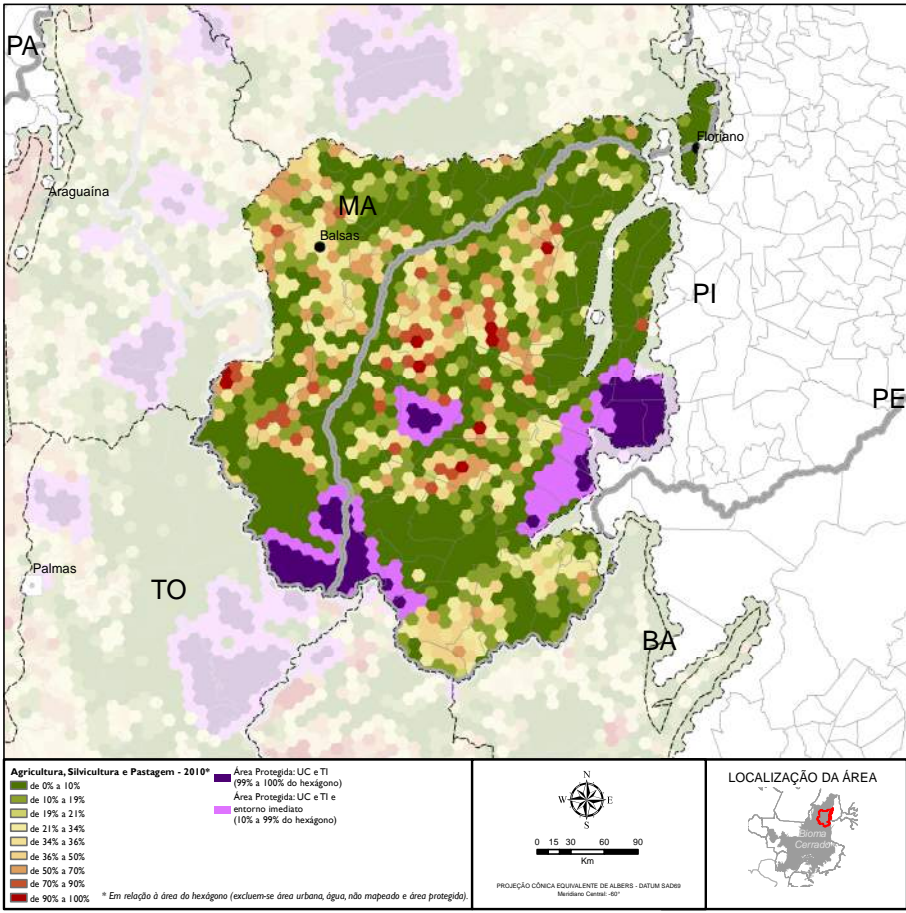 PA
Floriano
Araguaína
MA
Balsas
PI
PE
Palmas
TO
BA
Agricultura, Silvicultura e Pastagem - 2010*
de 0% a 10%
de 10% a 19%
de 19% a 21%
de 21% a 34%
de 34% a 36%
de 36% a 50%
de 50% a 70%
de 70% a 90%
de 90% a 100%
Área Protegida: UC e TI
(99% a 100% do hexágono)
Área Protegida: UC e TI e
entorno imediato
(10% a 99% do hexágono)
* Em relação à área do hexágono (excluem-se área urbana, água, não mapeado e área protegida).
N
W E
S
0 15 30 60 90
Km
PROJEÇÃO CÔNICA EQUIVALENTE DE ALBERS - DATUM SAD69
Meridiano Central: -60°
LOCALIZAÇÃO DA ÁREA
Bioma
Cerrado